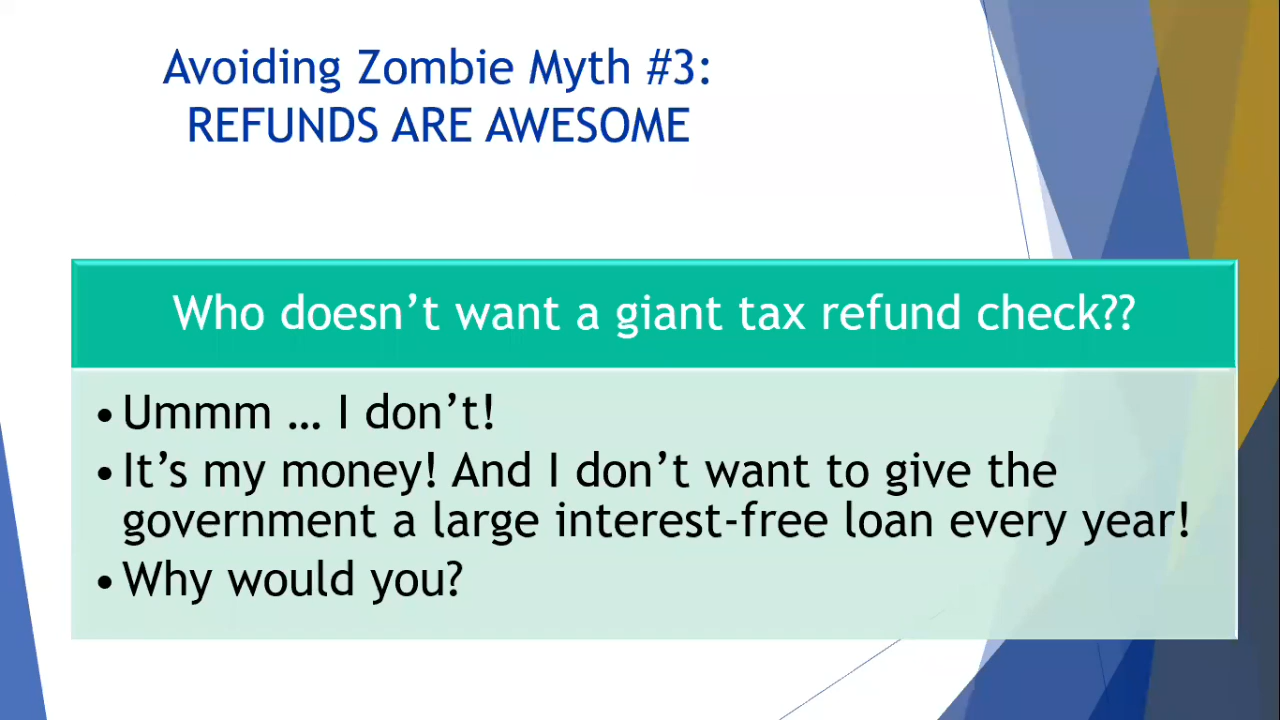 Avoiding Zombie Myth #3:
REFUNDS ARE AWESOME
Who doesn’t want a giant tax refund check??
•Ummm … I don’t!
•It’s my money! And I don’t want to give the
government a large interest-free loan every year!
•Why would you?